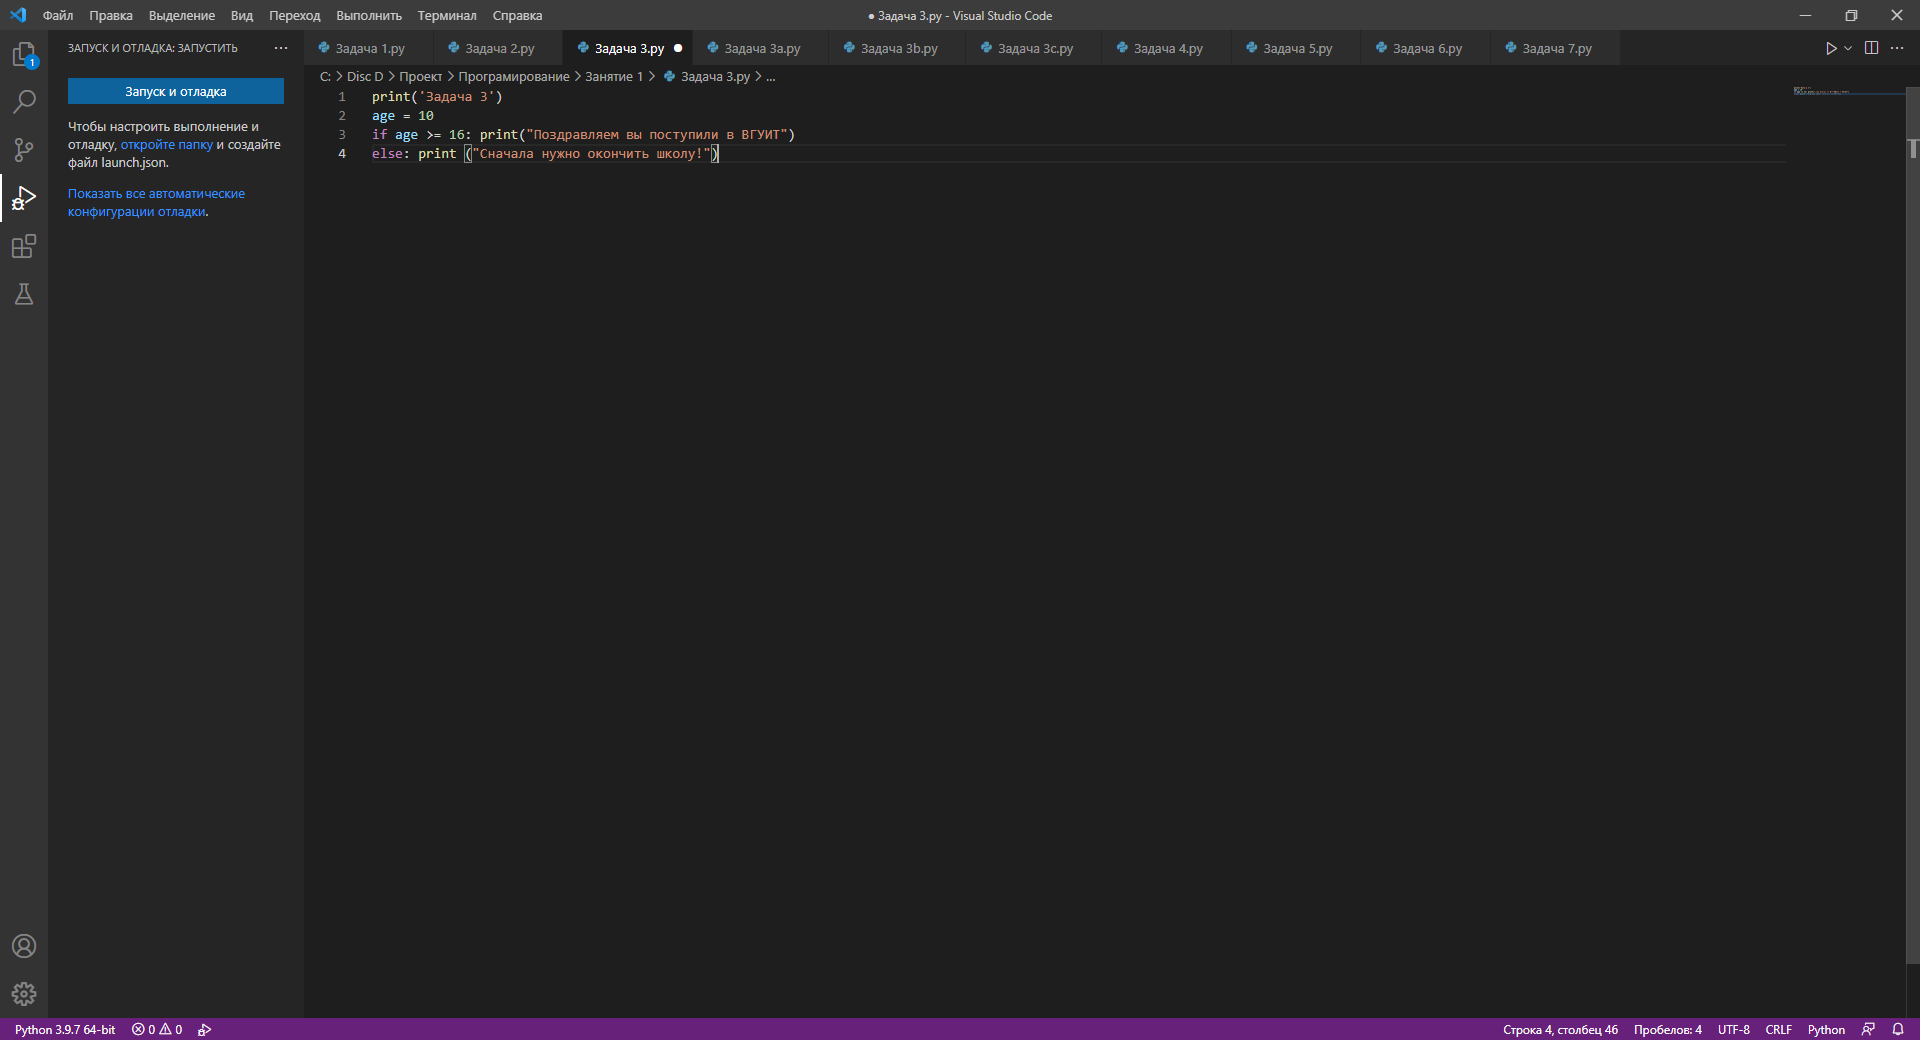 Файл Правка Выделение Вид Переход Выполнить Терминал Справка
● Задача 3.py - Visual Studio Code
ЗАПУСК И ОТЛАДКА: ЗАПУСТИТЬ ···
Задача 1.py Задача 2.py Задача 3.py Задача 3a.py Задача 3b.py Задача 3c.py Задача 4.py Задача 5.py Задача 6.py Задача 7.py
1
Запуск и отладка
Чтобы настроить выполнение и
отладку, откройте папку и создайте
файл launch.json.
Показать все автоматические
конфигурации отладки.
C: > Disc D > Проект > Програмирование > Занятие 1 > Задача 3.py > ...
1 print('Задача 3')
2 age = 10
3 if age >= 16: print("Поздравляем вы поступили в ВГУИТ")
4 else: print ("Сначала нужно окончить школу!")
Python 3.9.7 64-bit 0 0
Строка 4, столбец 46 Пробелов: 4 UTF-8 CRLF Python